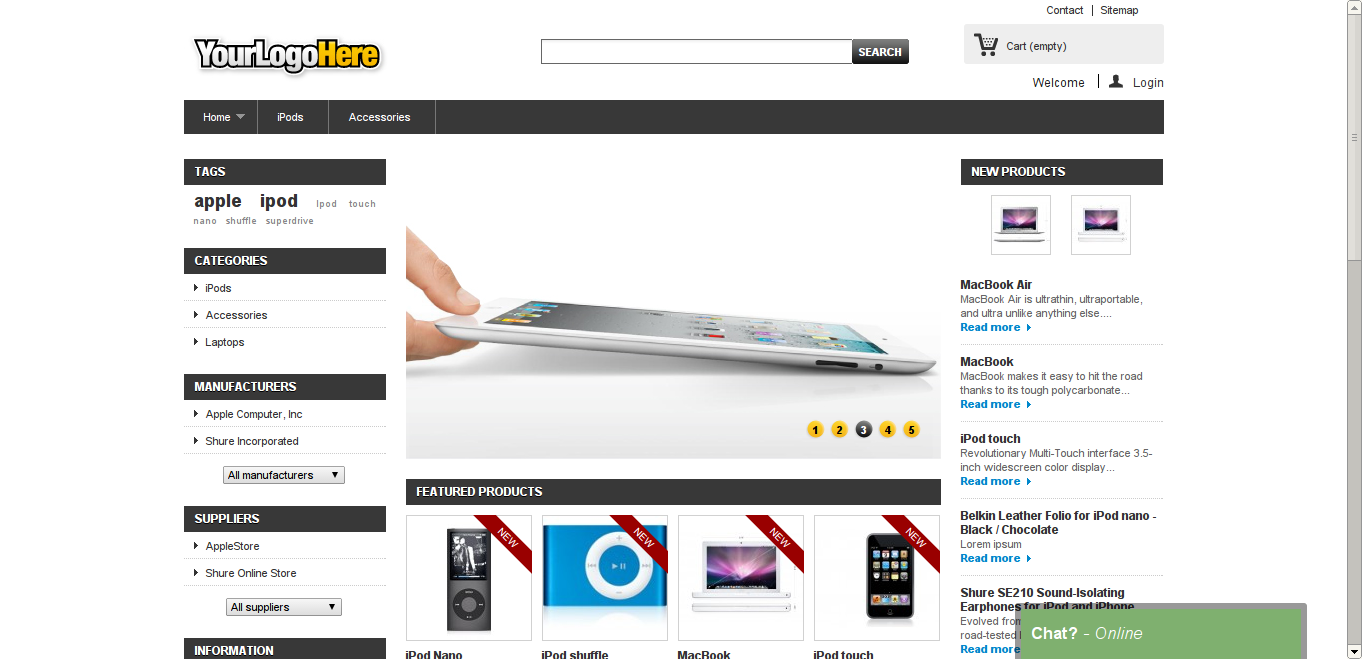 Contact | Sitemap
YourLogoHere
SEARCH
Cart (empty)
Welcome | Login
Home iPods Accessories
TAGS
apple ipod Ipod touch
nano shuffle superdrive
CATEGORIES
iPods
Accessories
Laptops
MANUFACTURERS
Apple Computer, Inc
Shure Incorporated
All manufacturers
SUPPLIERS
AppleStore
Shure Online Store
All suppliers
INFORMATION
1 2 3 4 5
FEATURED PRODUCTS
NEW NEW NEW NEW
iPod Nano iPod shuffle MacBook iPod touch
NEW PRODUCTS
MacBook Air
MacBook Air is ultrathin, ultraportable,
and ultra unlike anything else....
Read more
MacBook
MacBook makes it easy to hit the road
thanks to its tough polycarbonate...
Read more
iPod touch
Revolutionary Multi-Touch interface 3.5-
inch widescreen color display...
Read more
Belkin Leather Folio for iPod nano -
Black / Chocolate
Lorem ipsum
Read more
Shure SE210 Sound-Isolating
Earphones for iPod and iPhone
Evolved from
road-tested
Read more
Chat? - Online